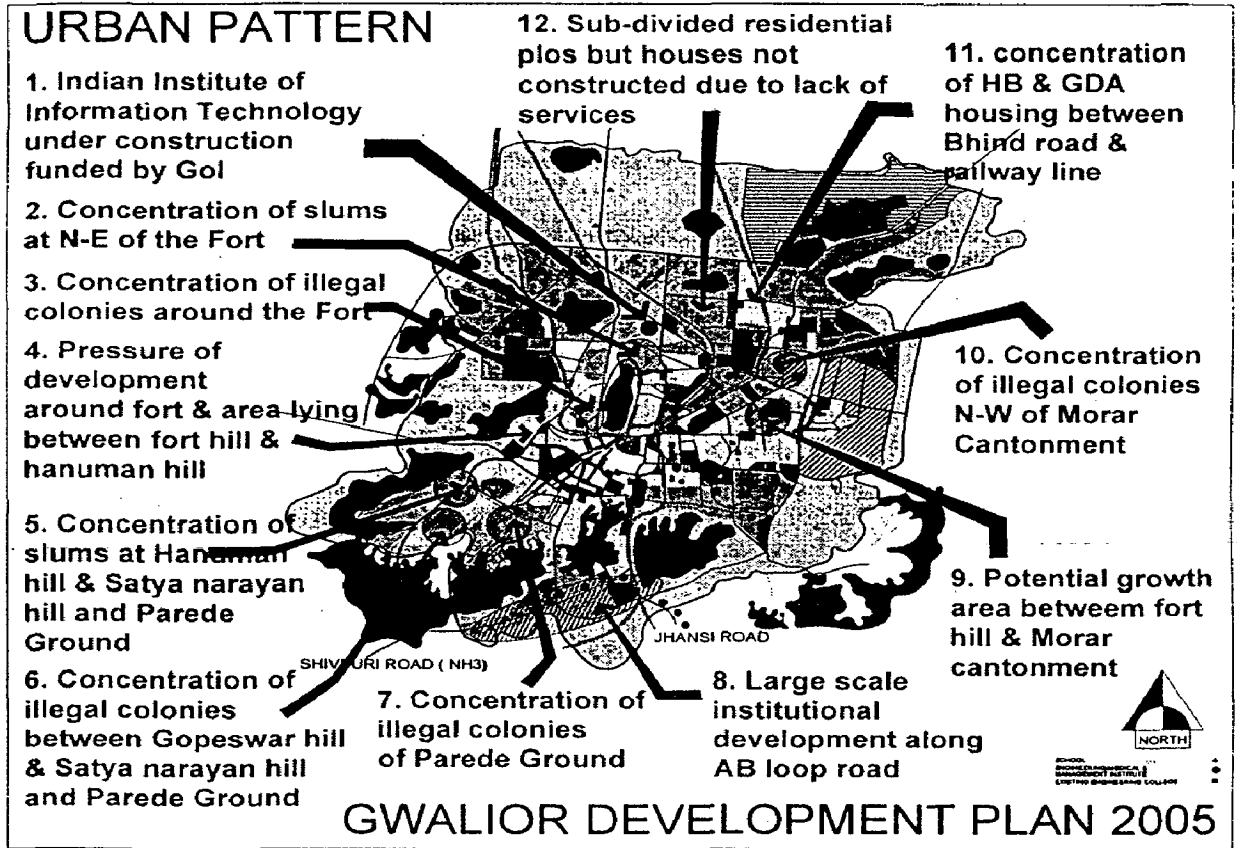 URBAN PATTERN
1. Indian Institute of
Information Technology
under construction
funded by GoI
2. Concentration of slums
at N-E of the Fort
3. Concentration of illegal
colonies around the Fort
4. Pressure of
development
around fort & area lying
between fort hill &
hanuman hill
5. Concentration of
slums at Hanuman
hill & Satya narayan
hill and Parede
Ground
6. Concentration of
illegal colonies
between Gopeswar hill
& Satya narayan hill
and Parede Ground
SHIVPURI ROAD ( NH3)
7. Concentration of
illegal colonies
of Parede Ground
JHANSI ROAD
8. Large scale
institutional
development along
AB loop road
9. Potential growth
area betweem fort
hill & Morar
cantonment
10. Concentration
of illegal colonies
N-W of Morar
Cantonment
11. concentration
of HB & GDA
housing between
Bhind road &
railway line
12. Sub-divided residential
plos but houses not
constructed due to lack of
services
NORTH
SCHOOL
MANAGEMENT INSTITUTE
EXISTING ENGINEERING COLLEGE
GWALIOR DEVELOPMENT PLAN 2005